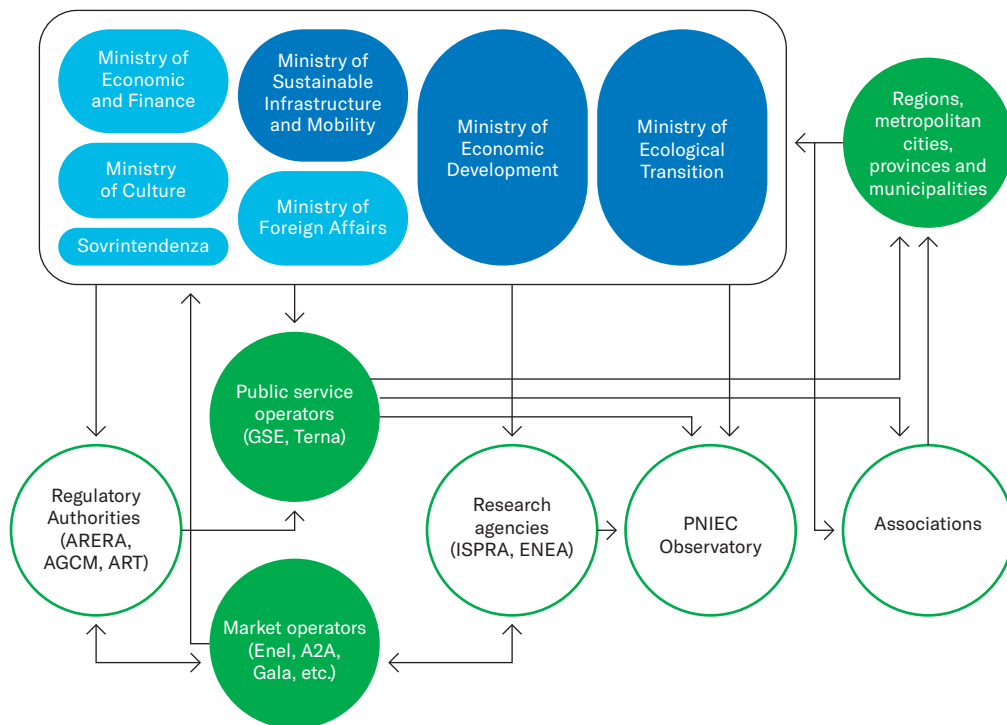 Ministry of
Economic
and Finance
Ministry of
Sustainable
Infrastructure
and Mobility
Ministry of
Economic
Development
Ministry of
Ecological
Transition
Regions,
metropolitan
cities,
provinces and
municipalities
Ministry
of Culture
Ministry of
Foreign Affairs
Sovrintendenza
Public service
operators
(GSE, Terna)
Regulatory
Authorities
(ARERA,
AGCM, ART)
Research
agencies
(ISPRA, ENEA)
PNIEC
Observatory
Associations
Market operators
(Enel, A2A,
Gala, etc.)